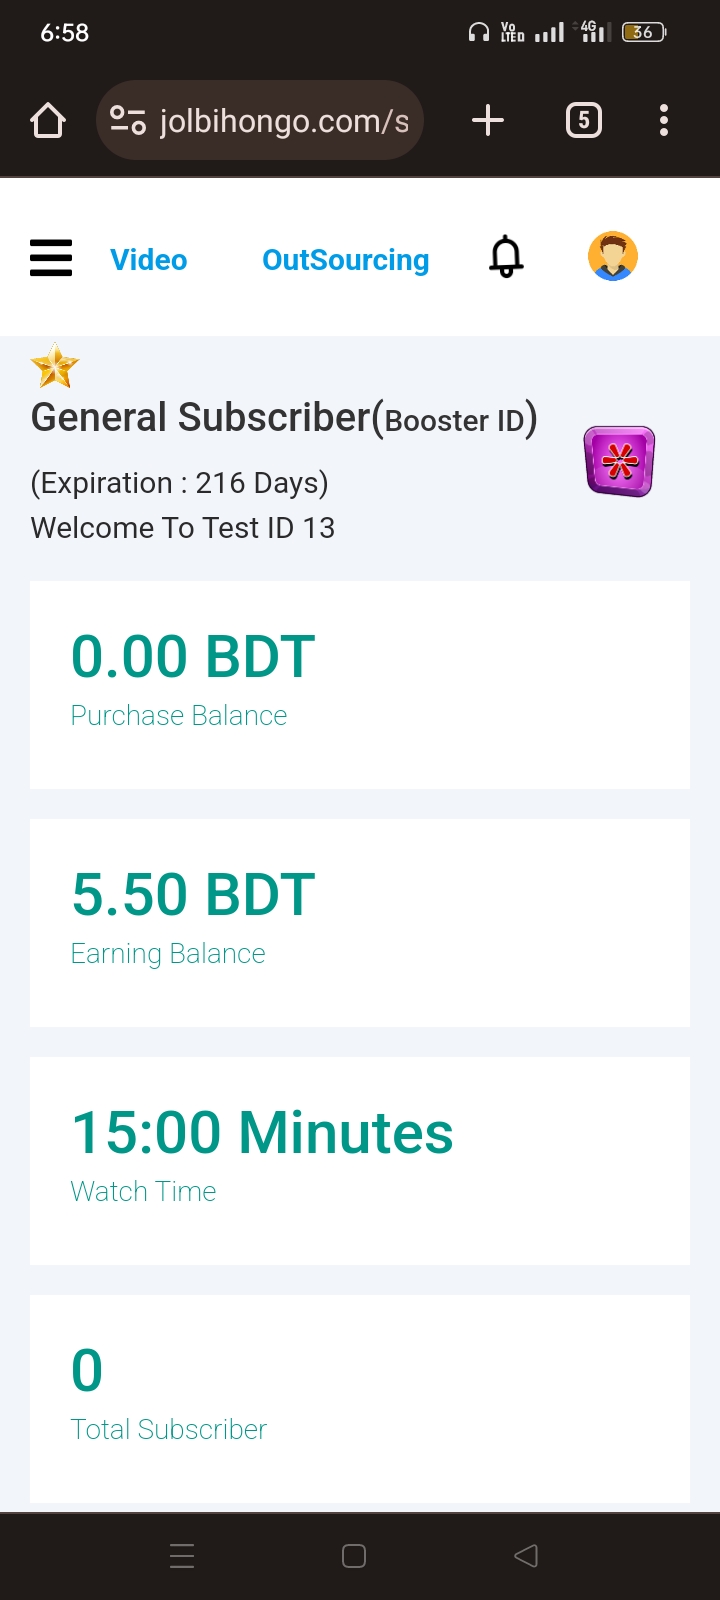 6:58
Vo LTED 4G 36
jolbihongo.com/s
5
Video OutSourcing
General Subscriber(Booster ID)
(Expiration : 216 Days)
Welcome To Test ID 13
0.00 BDT
Purchase Balance
5.50 BDT
Earning Balance
15:00 Minutes
Watch Time
0
Total Subscriber